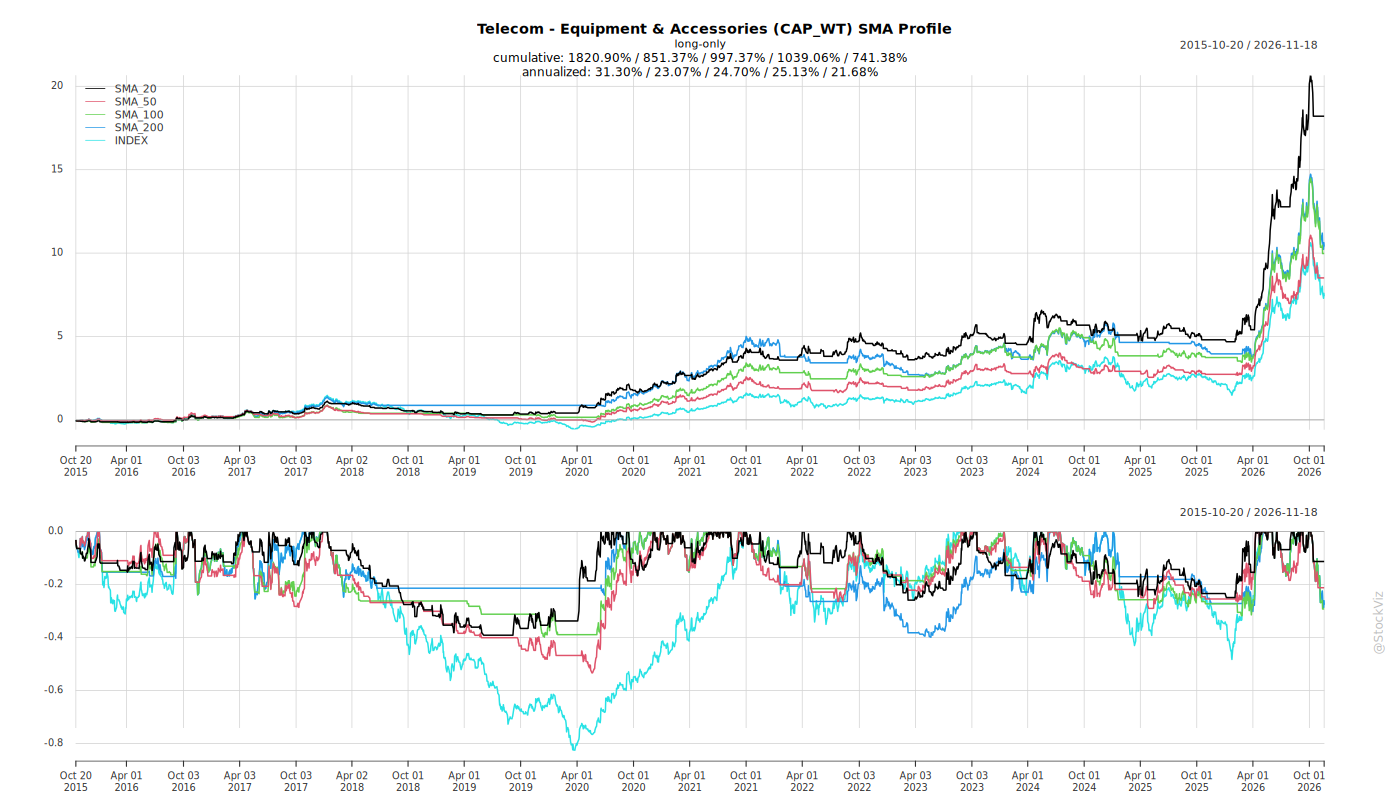 Telecom - Equipment & Accessories (CAP_WT) SMA Profile
long-only
cumulative: 1820.90% / 851.37% / 997.37% / 1039.06% / 741.38%
annualized: 31.30% / 23.07% / 24.70% / 25.13% / 21.68%
2015-10-20 / 2026-11-18
SMA_20
SMA_50
SMA_100
SMA_200
INDEX
20
15
10
5
0
Oct 20 Apr 01 Oct 03 Apr 03 Oct 03 Apr 02 Oct 01 Apr 01 Oct 01 Apr 01 Oct 01 Apr 01 Oct 01 Apr 01 Oct 03 Apr 03 Oct 03 Apr 01 Oct 01 Apr 01 Oct 01 Apr 01 Oct 01
2015 2016 2016 2017 2017 2018 2018 2019 2019 2020 2020 2021 2021 2022 2022 2023 2023 2024 2024 2025 2025 2026 2026
2015-10-20 / 2026-11-18
0.0
-0.2
-0.4
-0.6
-0.8
Oct 20 Apr 01 Oct 03 Apr 03 Oct 03 Apr 02 Oct 01 Apr 01 Oct 01 Apr 01 Oct 01 Apr 01 Oct 01 Apr 01 Oct 03 Apr 03 Oct 03 Apr 01 Oct 01 Apr 01 Oct 01 Apr 01 Oct 01
2015 2016 2016 2017 2017 2018 2018 2019 2019 2020 2020 2021 2021 2022 2022 2023 2023 2024 2024 2025 2025 2026 2026
@StockViz